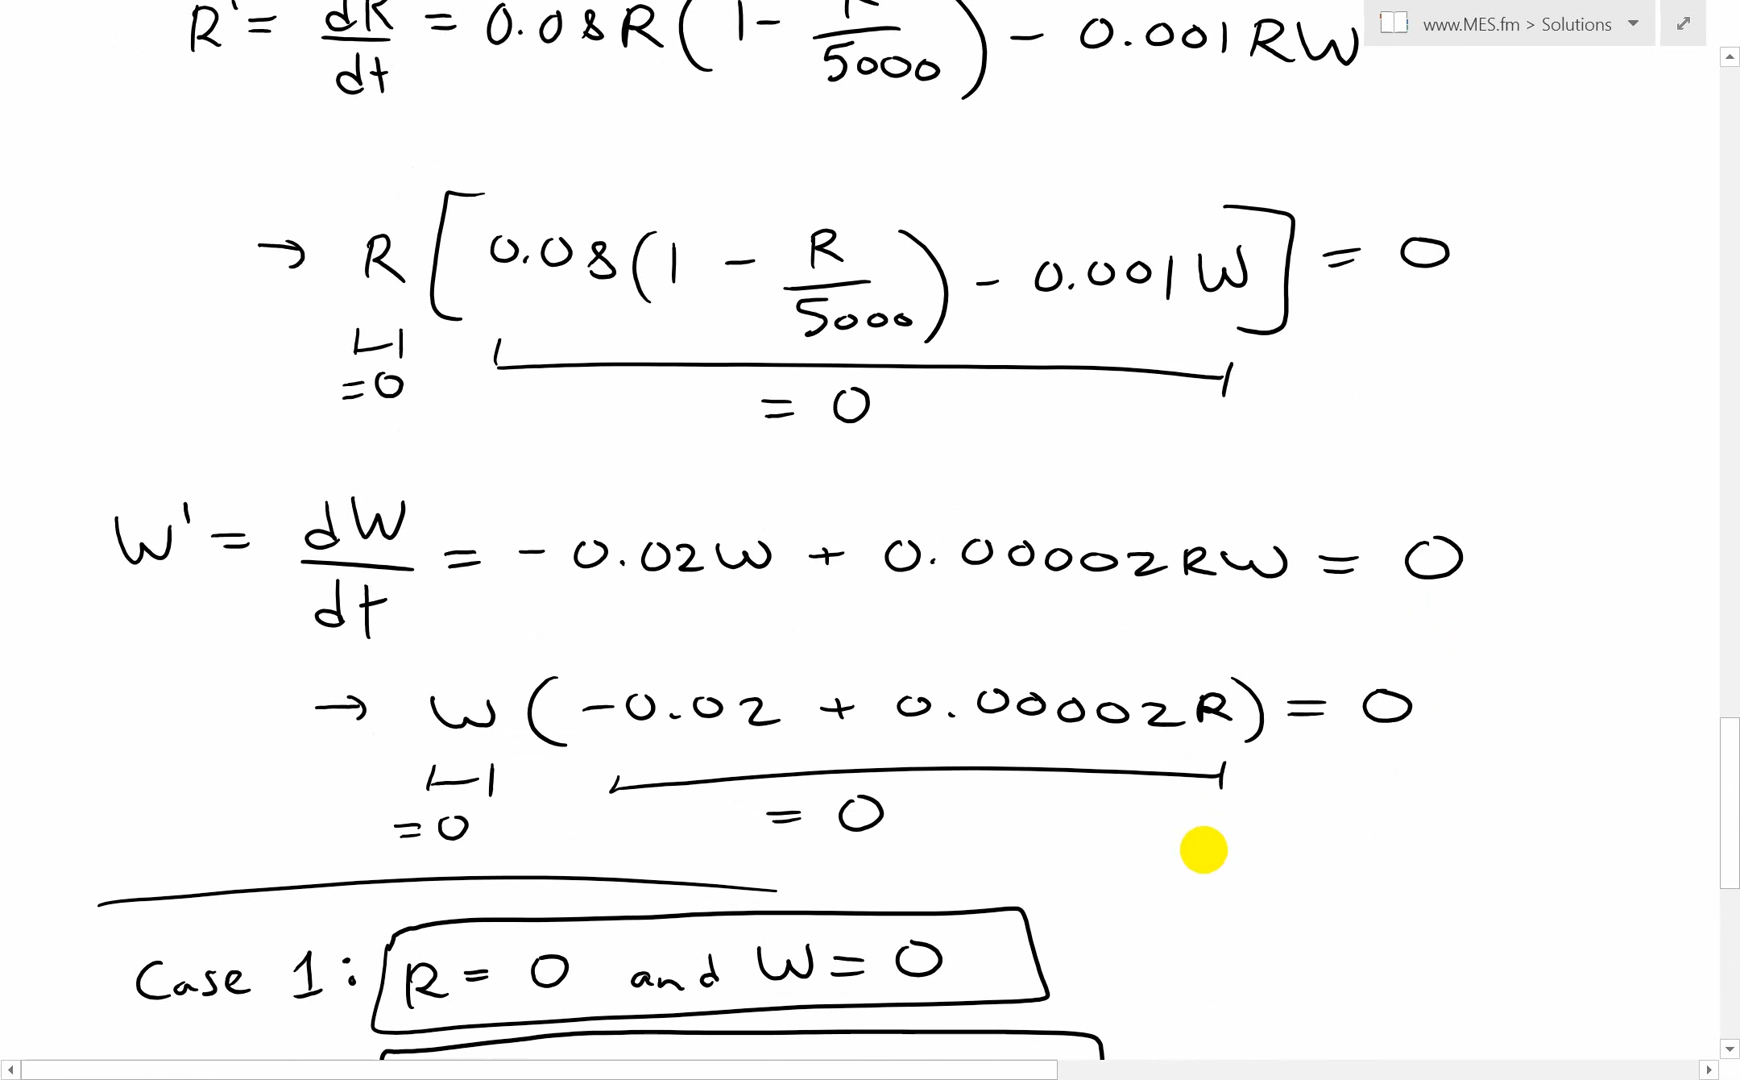 R' = dR/dt = 0.08R(1 - R/5000) - 0.001RW
www.MES.fm > Solutions
→ R[0.08(1 - R/5000) - 0.001W] = 0
=0
= 0
W' = dW/dt = -0.02W + 0.00002RW = 0
→ W(-0.02 + 0.00002R) = 0
=0
= 0
Case 1: R = 0 and W = 0